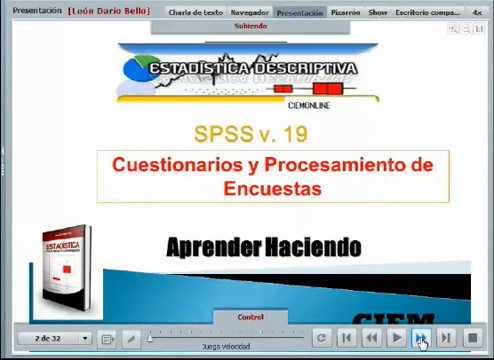 Presentación [León Darío Bello]
Charla de texto Navegador Presentación Pizarrón Show Escritorio compa... 4x
Subiendo
ESTADÍSTICA DESCRIPTIVA
CIEMONLINE
SPSS v. 19
Cuestionarios y Procesamiento de
Encuestas
ESTADÍSTICA
Aprender Haciendo
Control
CIEM
2 de 32
Juega velocidad